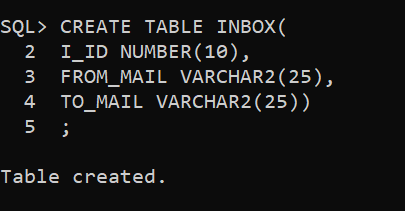 SQL> CREATE TABLE INBOX(
2 I_ID NUMBER(10),
3 FROM_MAIL VARCHAR2(25),
4 TO_MAIL VARCHAR2(25))
5 ;
Table created.